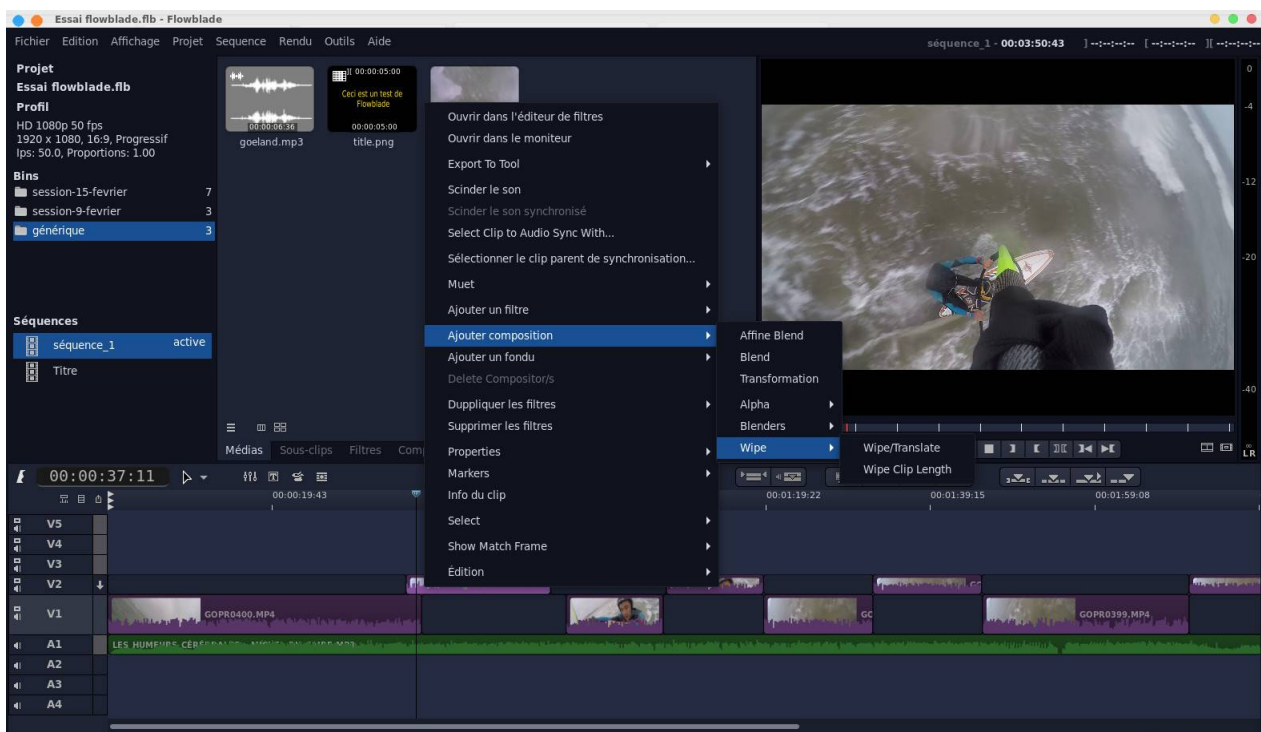 Essai flowblade.flb - Flowblade
Fichier Edition Affichage Projet Sequence Rendu Outils Aide
séquence_1 - 00:03:50:43 ] --:--:--:-- [ --:--:--:-- ][ --:--:--:--
Projet
Essai flowblade.flb
Profil
HD 1080p 50 fps
1920 x 1080, 16:9, Progressif
Ips: 50.0, Proportions: 1.00
Bins
session-15-fevrier 7
session-9-fevrier 3
générique 3
Séquences
séquence_1 active
Titre
00:00:06:36
goeland.mp3
][ 00:00:05:00
Ceci est un test de
Flowblade
00:00:05:00
title.png
Médias Sous-clips Filtres Com
Ouvrir dans l'éditeur de filtres
Ouvrir dans le moniteur
Export To Tool
Scinder le son
Scinder le son synchronisé
Select Clip to Audio Sync With...
Sélectionner le clip parent de synchronisation...
Muet
Ajouter un filtre
Ajouter composition
Ajouter un fondu
Delete Compositor/s
Duppliquer les filtres
Supprimer les filtres
Properties
Markers
Info du clip
Select
Show Match Frame
Édition
Affine Blend
Blend
Transformation
Alpha
Blenders
Wipe
Wipe/Translate
Wipe Clip Length
0
-4
-12
-20
-40
∞
LR
00:00:37:11
00:00:19:43 00:01:19:22 00:01:39:15 00:01:59:08
V5
V4
V3
V2
V1 GOPR0400.MP4 GOPR0399.MP4
A1 LES HUMEURS
A2
A3
A4